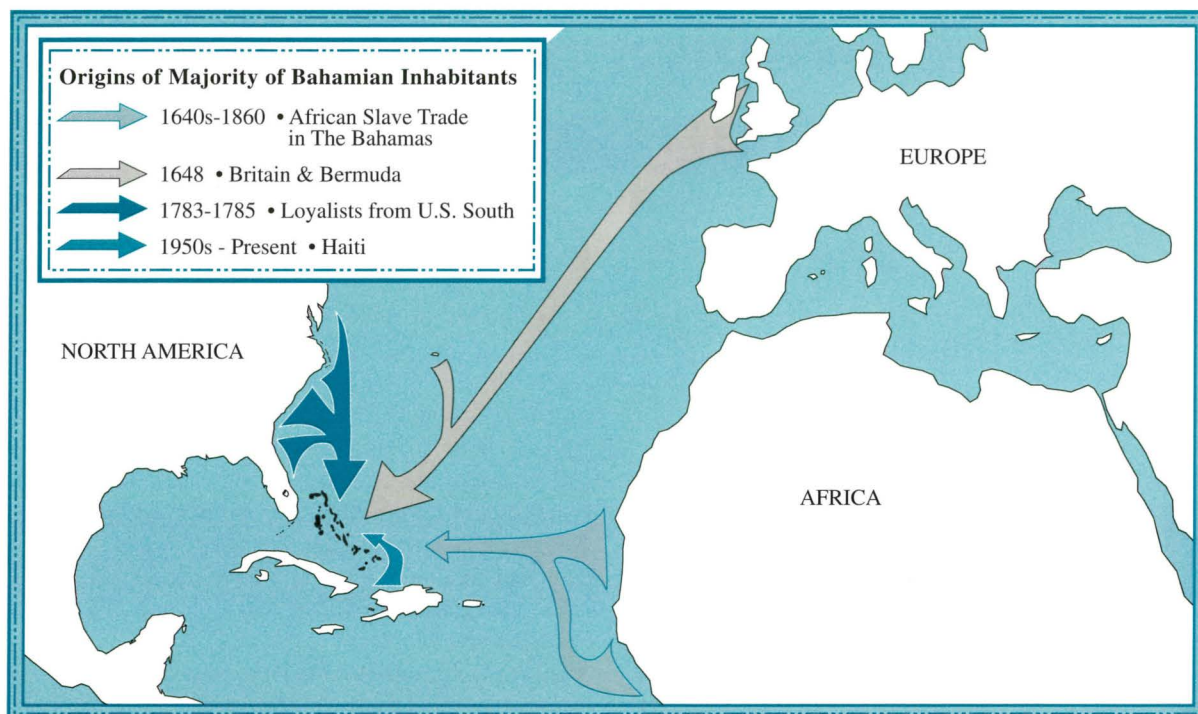 Origins of Majority of Bahamian Inhabitants
1640s-1860 • African Slave Trade
in The Bahamas
1648 • Britain & Bermuda
1783-1785 • Loyalists from U.S. South
1950s - Present • Haiti
EUROPE
NORTH AMERICA
AFRICA